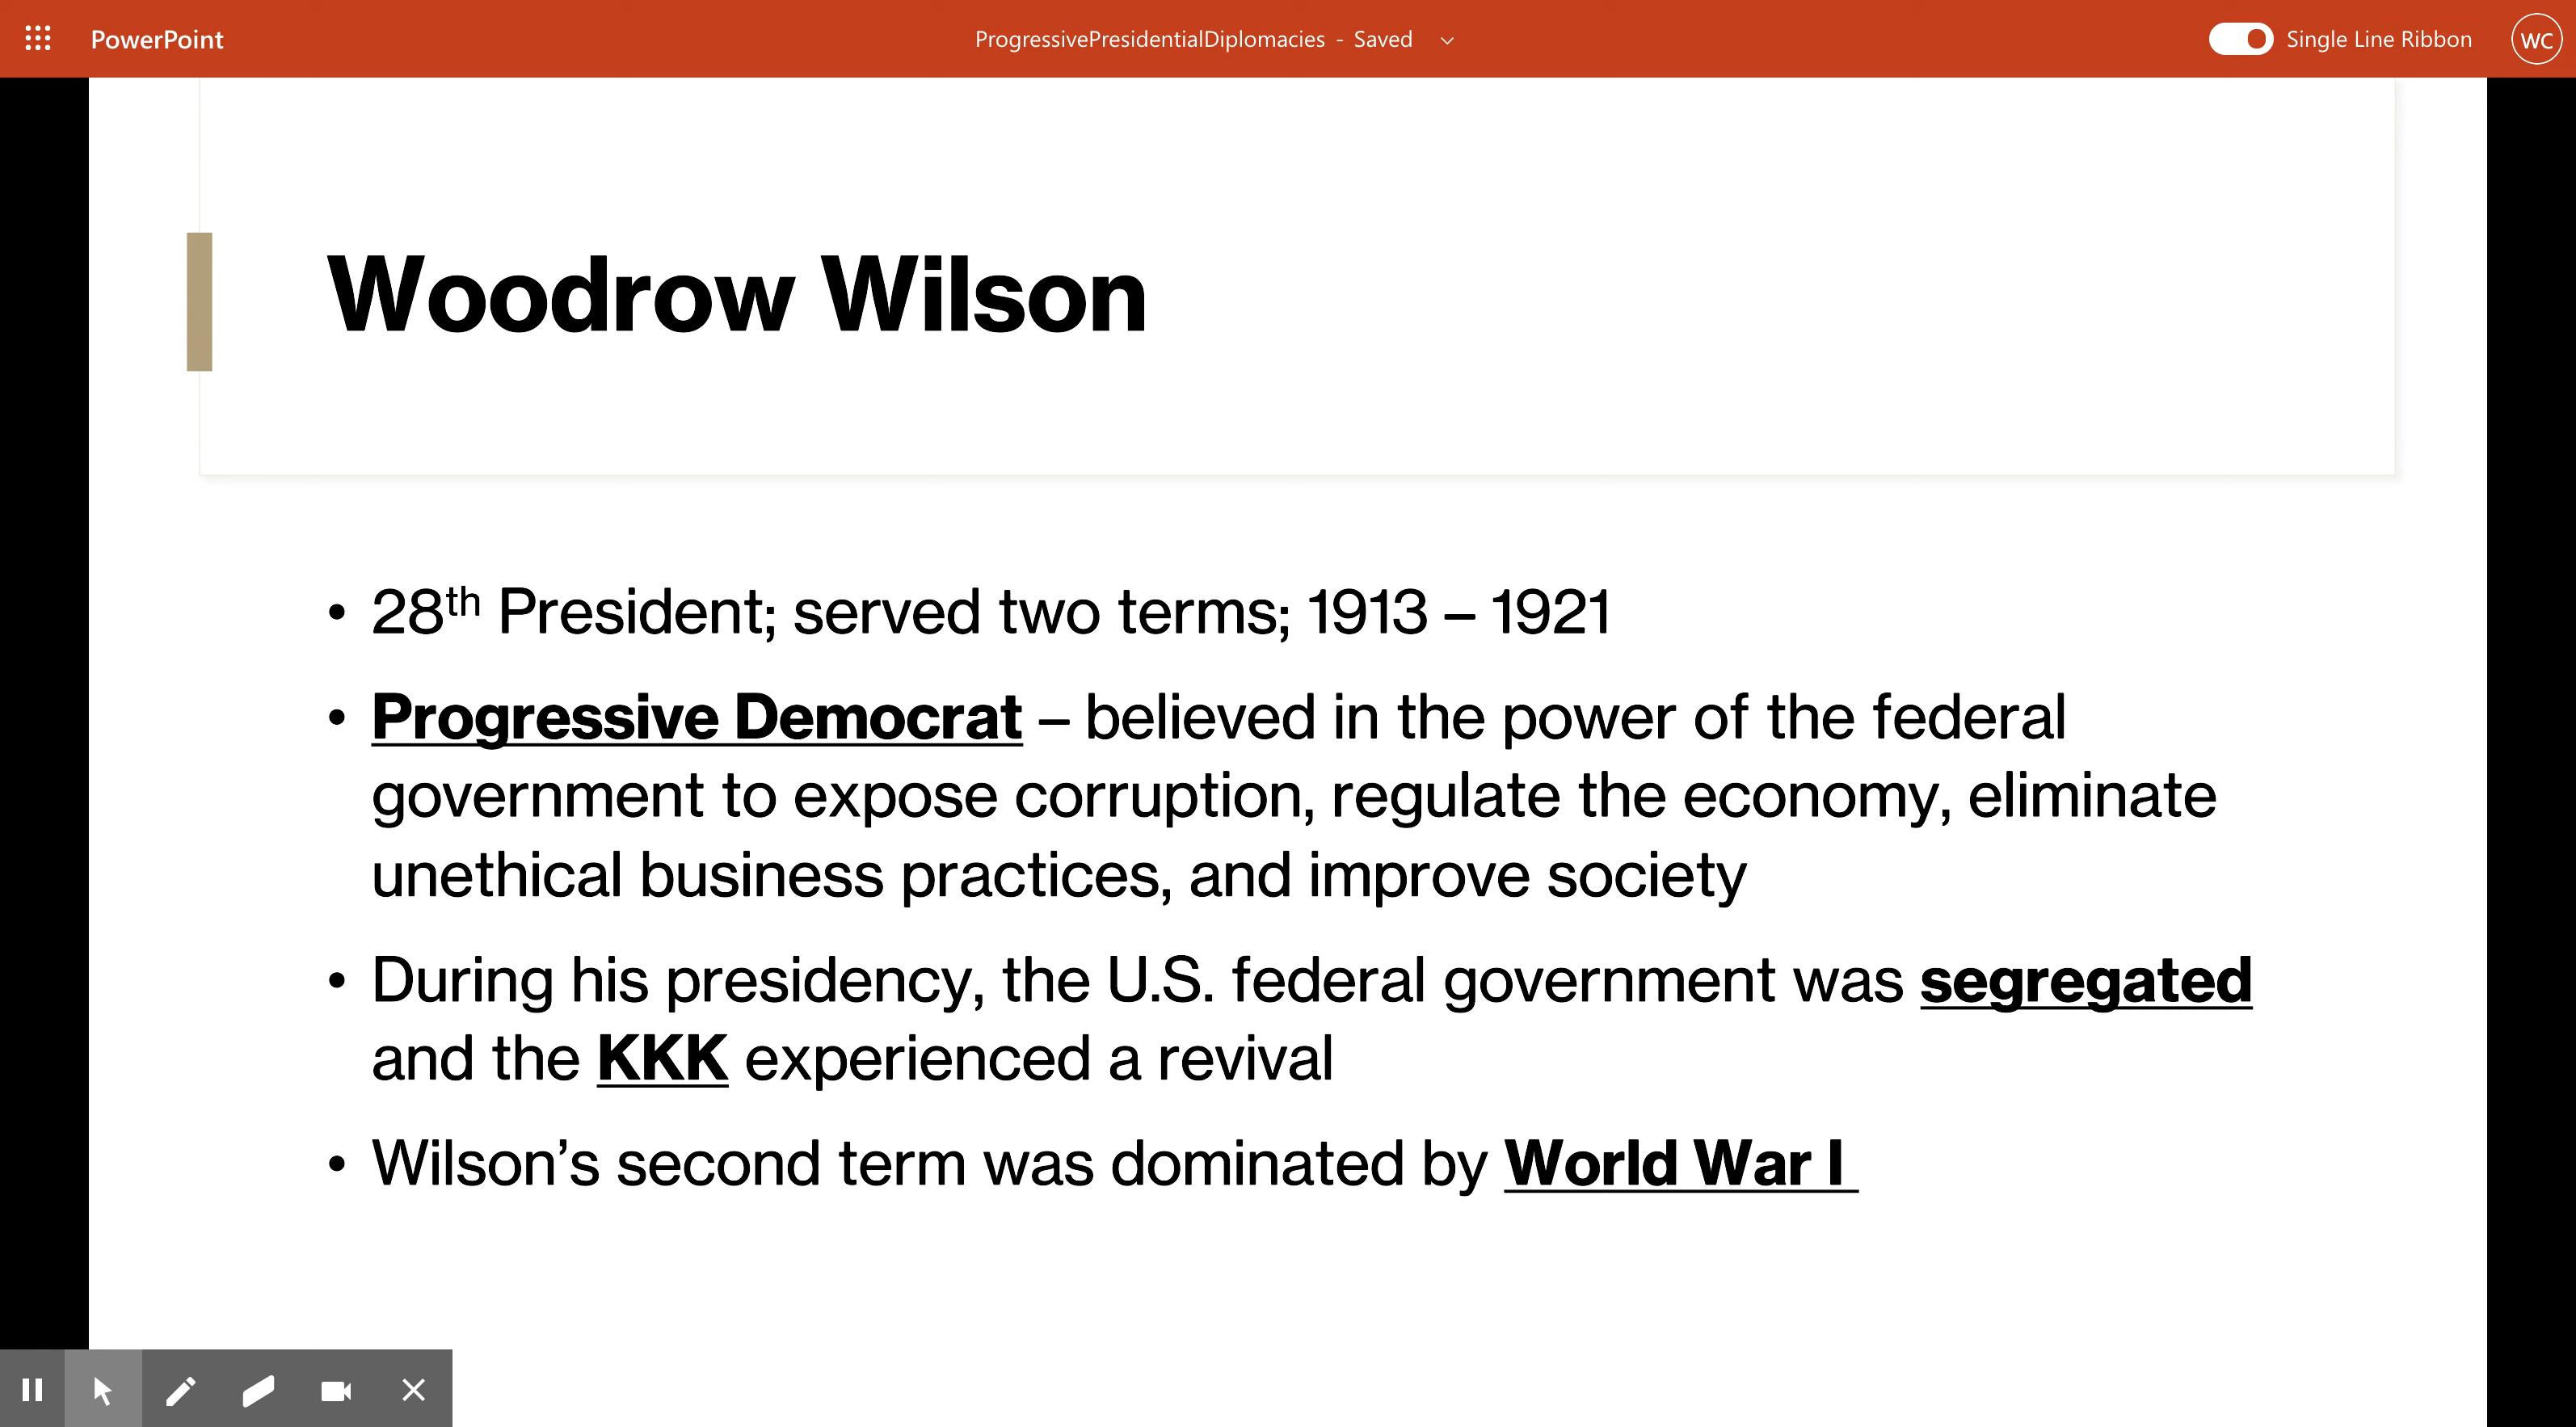 PowerPoint
ProgressivePresidentialDiplomacies - Saved
Single Line Ribbon
WC
Woodrow Wilson
• 28th President; served two terms; 1913 – 1921
• Progressive Democrat – believed in the power of the federal
government to expose corruption, regulate the economy, eliminate
unethical business practices, and improve society
• During his presidency, the U.S. federal government was segregated
and the KKK experienced a revival
• Wilson’s second term was dominated by World War I